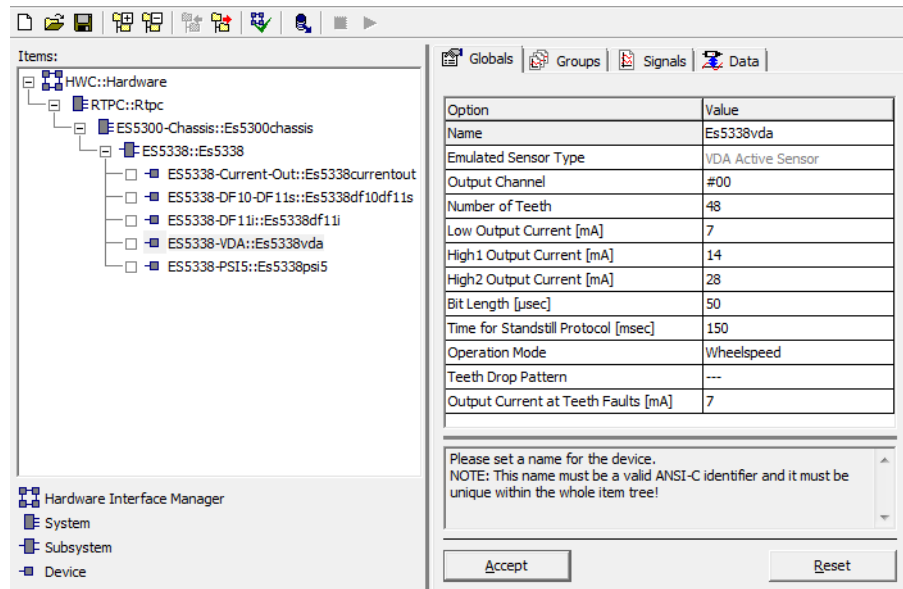 Items:
HWC::Hardware
RTPC::Rtpc
ES5300-Chassis::Es5300chassis
ES5338::Es5338
ES5338-Current-Out::Es5338currentout
ES5338-DF10-DF11s::Es5338df10df11s
ES5338-DF11i::Es5338df11i
ES5338-VDA::Es5338vda
ES5338-PSI5::Es5338psi5
Hardware Interface Manager
System
Subsystem
Device
Globals Groups Signals Data
Option Value
Name Es5338vda
Emulated Sensor Type VDA Active Sensor
Output Channel #00
Number of Teeth 48
Low Output Current [mA] 7
High1 Output Current [mA] 14
High2 Output Current [mA] 28
Bit Length [µsec] 50
Time for Standstill Protocol [msec] 150
Operation Mode Wheelspeed
Teeth Drop Pattern ---
Output Current at Teeth Faults [mA] 7
Please set a name for the device.
NOTE: This name must be a valid ANSI-C identifier and it must be
unique within the whole item tree!
Accept Reset